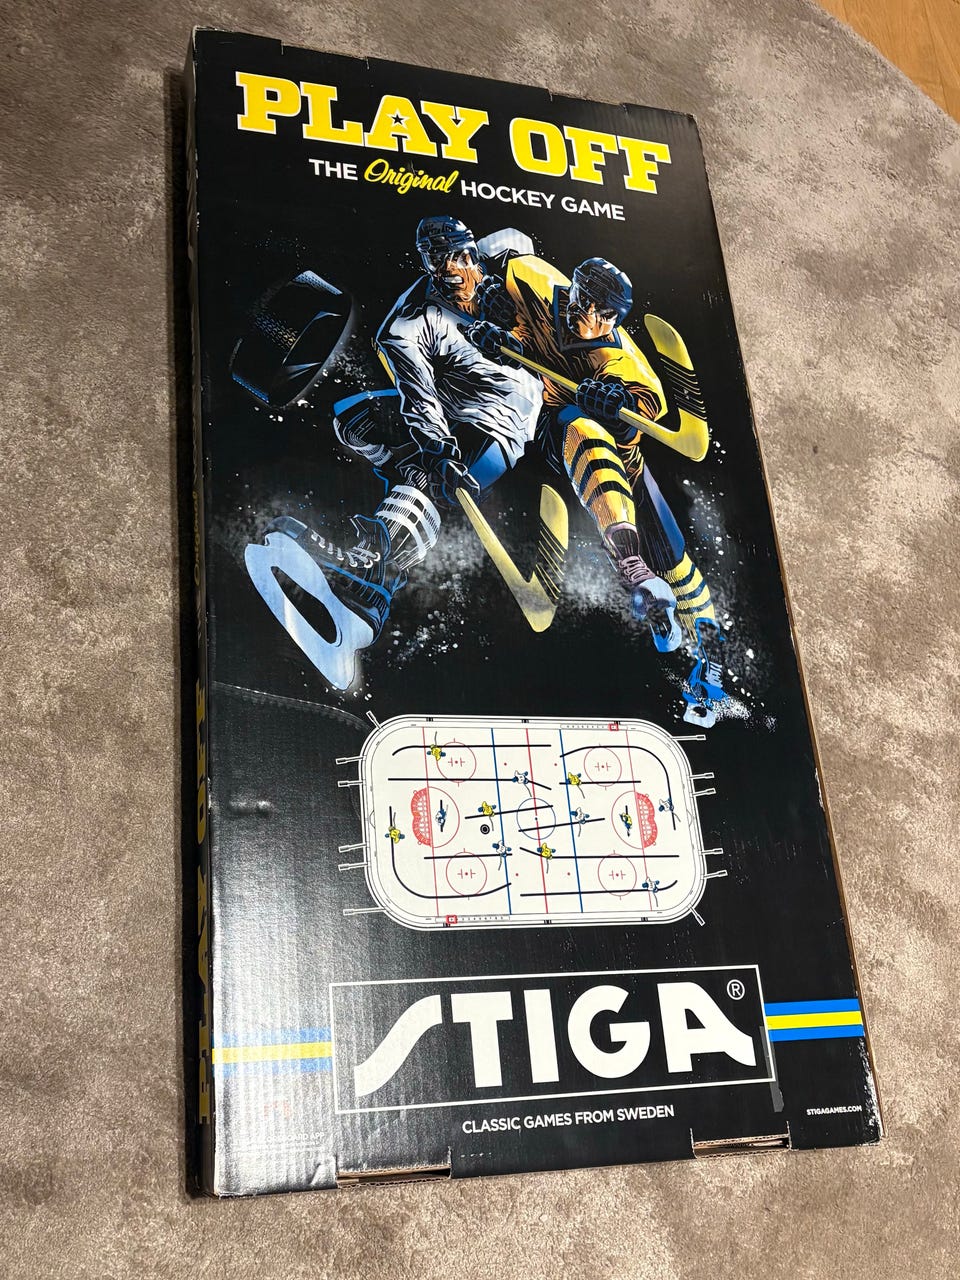 PLAY OFF
THE Original HOCKEY GAME
STIGA®
CLASSIC GAMES FROM SWEDEN
STIGAGAMES.COM
PLAY OFF